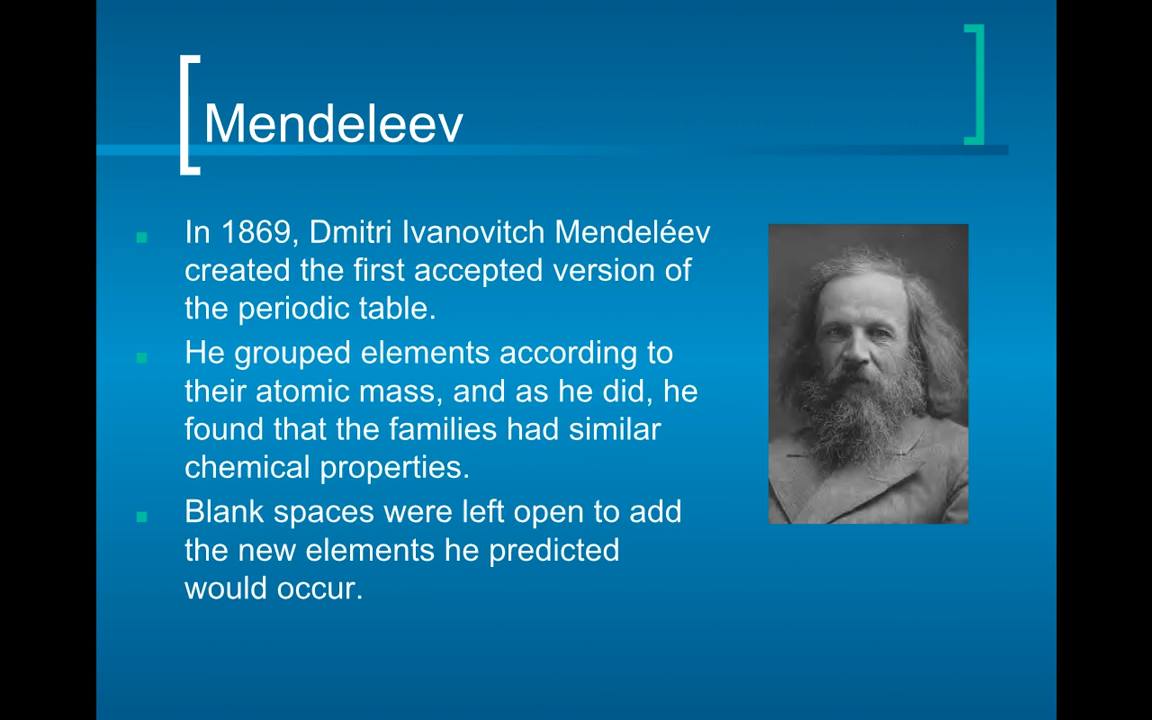 Mendeleev
In 1869, Dmitri Ivanovitch Mendeléev
created the first accepted version of
the periodic table.
He grouped elements according to
their atomic mass, and as he did, he
found that the families had similar
chemical properties.
Blank spaces were left open to add
the new elements he predicted
would occur.